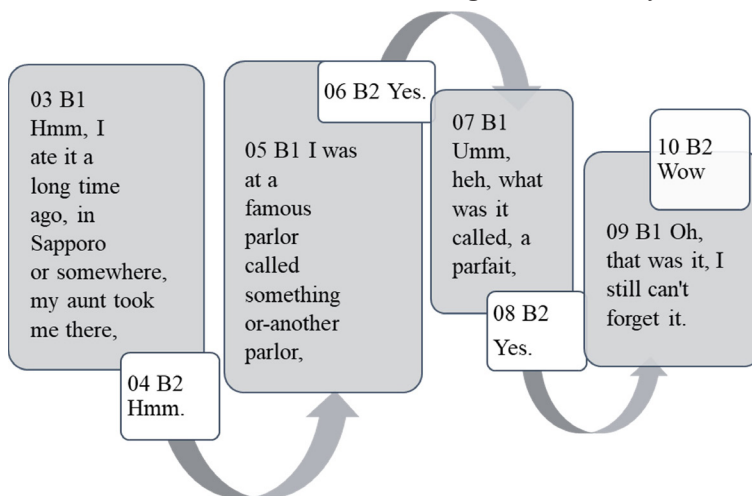 03 B1
Hmm, I
ate it a
long time
ago, in
Sapporo
or somewhere,
my aunt took
me there,
04 B2
Hmm.
05 B1 I was
at a
famous
parlor
called
something
or-another
parlor,
06 B2 Yes.
07 B1
Umm,
heh, what
was it
called, a
parfait,
08 B2
Yes.
09 B1 Oh,
that was it, I
still can't
forget it.
10 B2
Wow